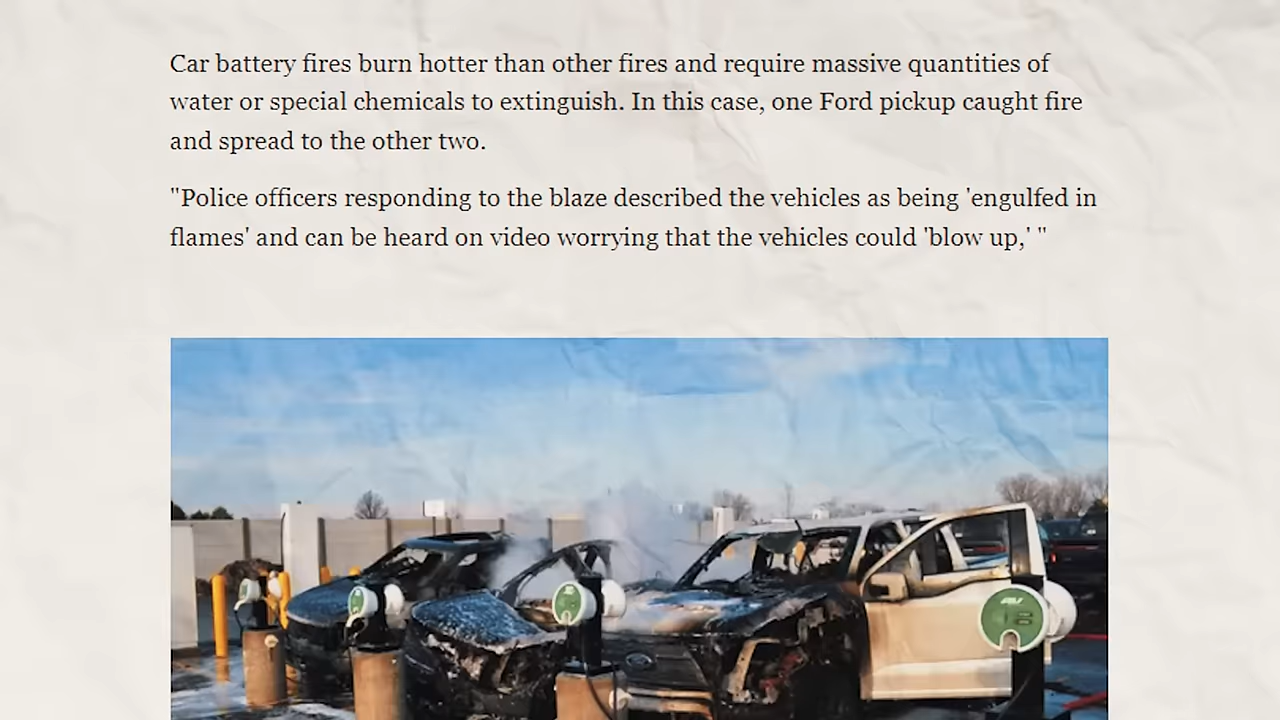 Car battery fires burn hotter than other fires and require massive quantities of
water or special chemicals to extinguish. In this case, one Ford pickup caught fire
and spread to the other two.
"Police officers responding to the blaze described the vehicles as being 'engulfed in
flames' and can be heard on video worrying that the vehicles could 'blow up,' "